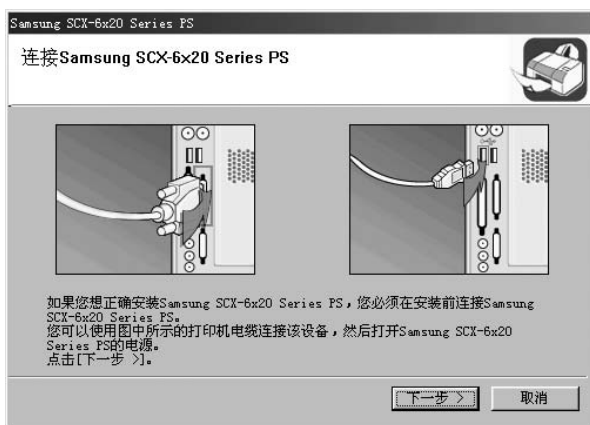 Samsung SCX-6x20 Series PS
连接Samsung SCX-6x20 Series PS
如果您想正确安装Samsung SCX-6x20 Series PS，您必须在安装前连接Samsung
SCX-6x20 Series PS。
您可以使用图中所示的打印机电缆连接该设备，然后打开Samsung SCX-6x20
Series PS的电源。
点击[下一步 >]。
下一步 >
取消